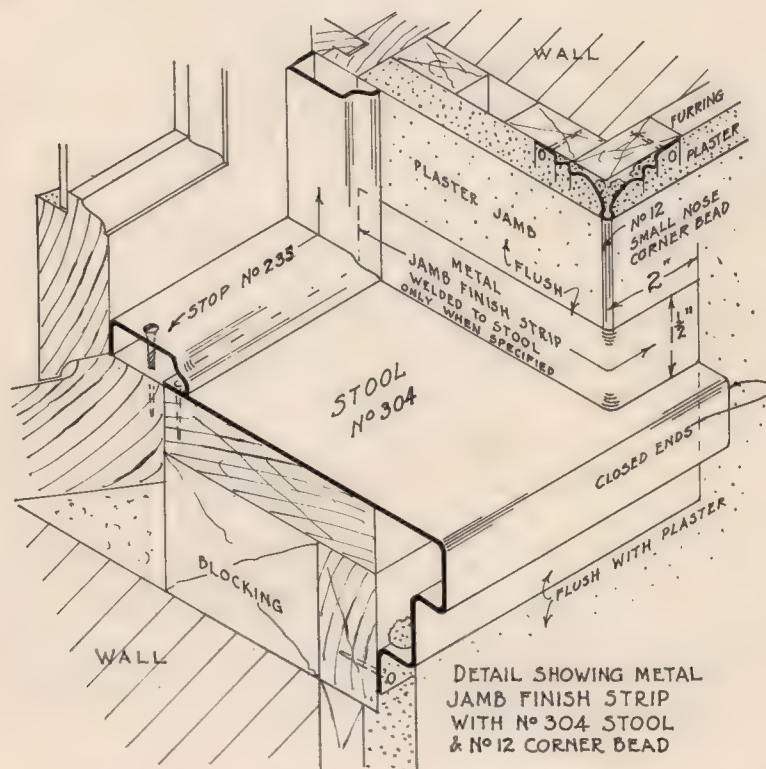 WALL
FURRING
PLASTER
PLASTER JAMB
Nº 12
SMALL NOSE
CORNER BEAD
FLUSH
2"
1/2"
METAL
JAMB FINISH STRIP
WELDED TO STOOL
ONLY WHEN SPECIFIED
STOP Nº 235
STOOL
Nº 304
CLOSED ENDS
FLUSH WITH PLASTER
BLOCKING
WALL
DETAIL SHOWING METAL
JAMB FINISH STRIP
WITH Nº 304 STOOL
& Nº 12 CORNER BEAD